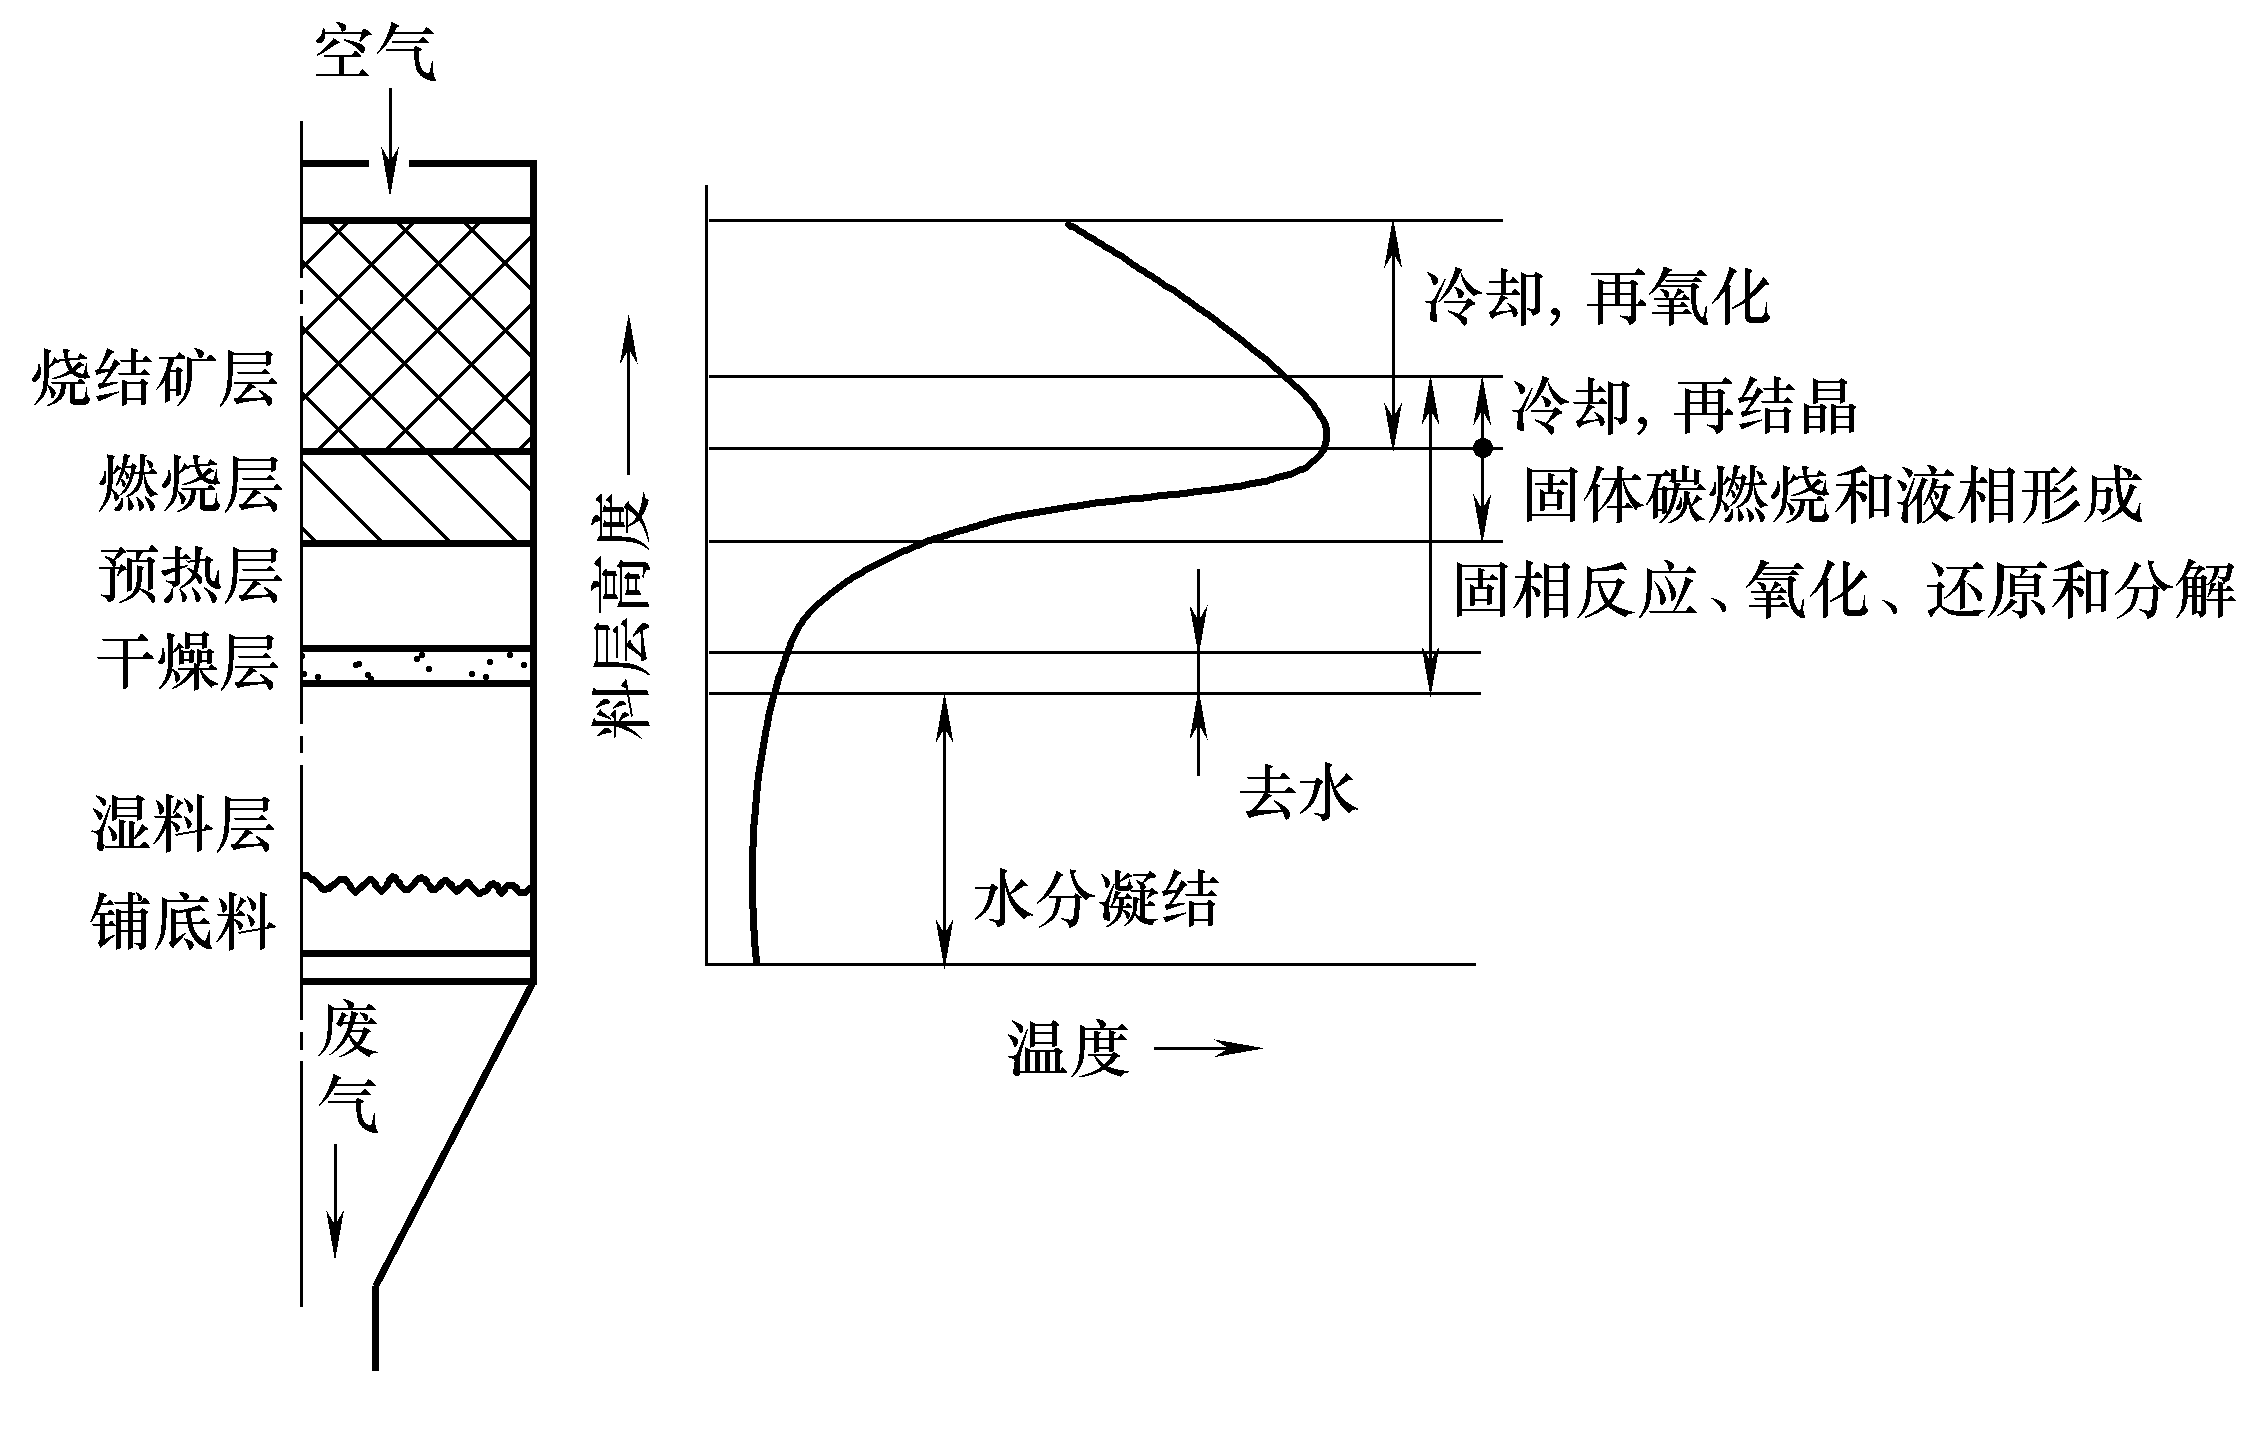 空气
烧结矿层
燃烧层
预热层
干燥层
湿料层
铺底料
废
气
料层高度
冷却,再氧化
冷却,再结晶
固体碳燃烧和液相形成
固相反应、氧化、还原和分解
去水
水分凝结
温度